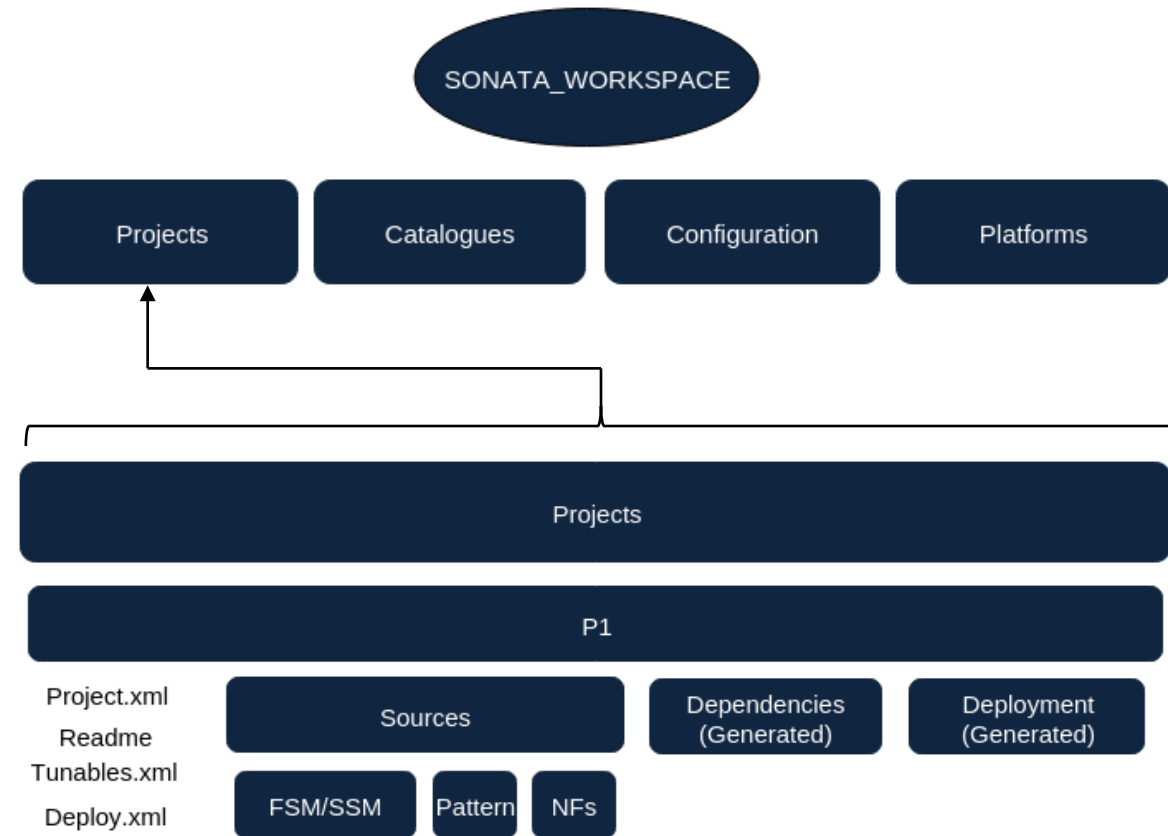 SONATA_WORKSPACE
Projects
Catalogues
Configuration
Platforms
Projects
P1
Project.xml
Readme
Tunables.xml
Deploy.xml
Sources
Dependencies
(Generated)
Deployment
(Generated)
FSM/SSM
Pattern
NFs